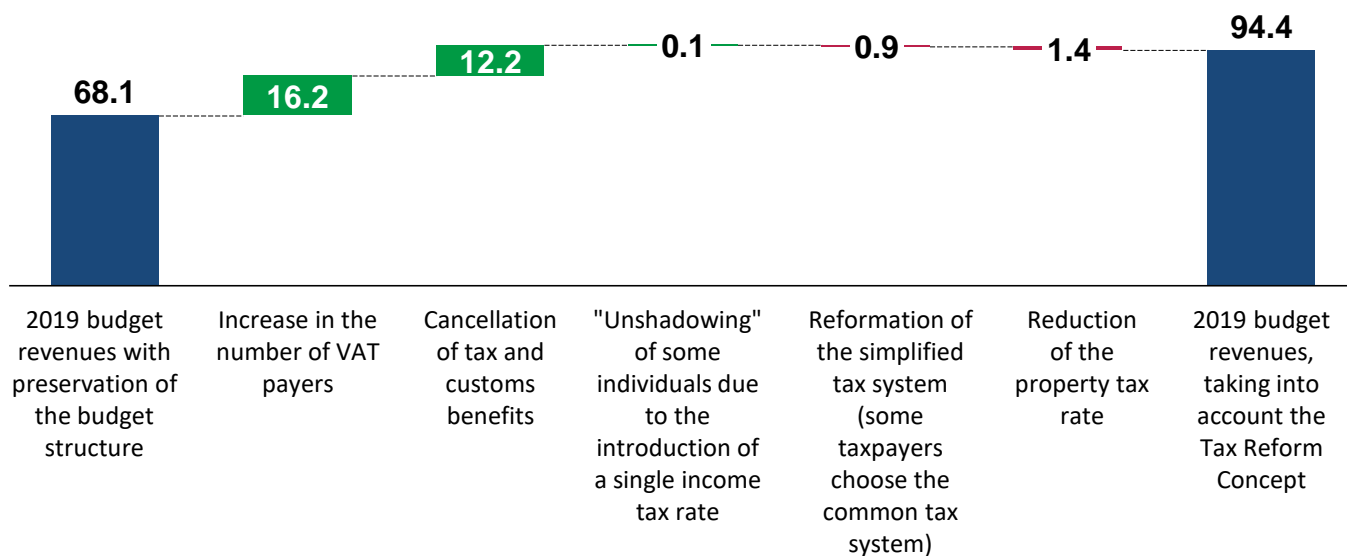 68.1
16.2
12.2
0.1
0.9
1.4
94.4
2019 budget
revenues with
preservation of
the budget
structure
Increase in the
number of VAT
payers
Cancellation
of tax and
customs
benefits
"Unshadowing"
of some
individuals due
to the
introduction of
a single income
tax rate
Reformation of
the simplified
tax system
(some
taxpayers
choose the
common tax
system)
Reduction
of the
property tax
rate
2019 budget
revenues,
taking into
account the
Tax Reform
Concept